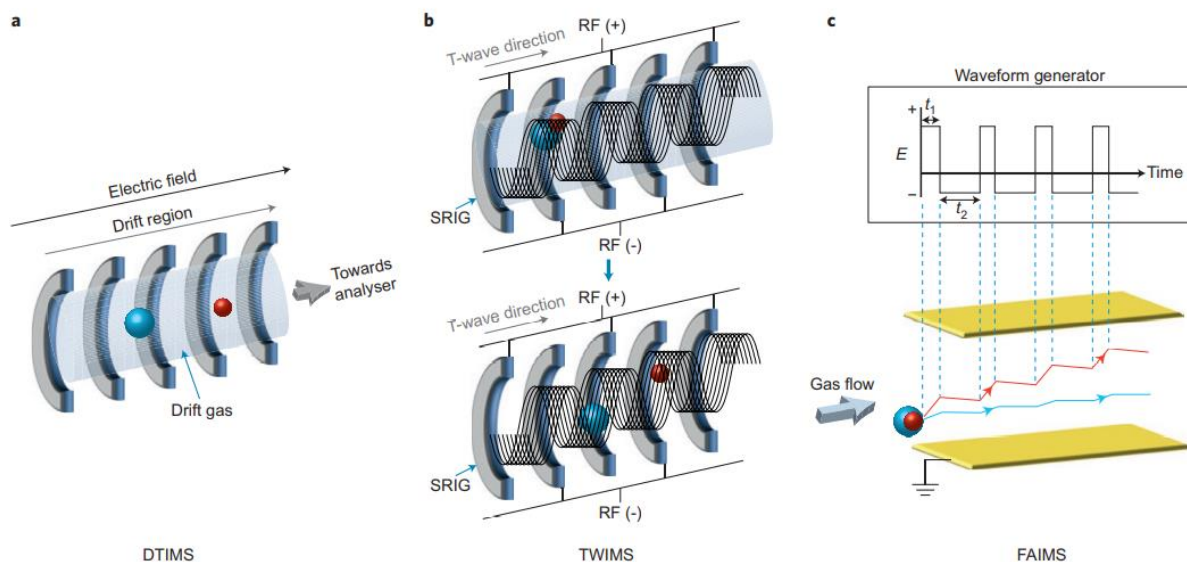 a
Electric field
Drift region
Towards
analyser
Drift gas
DTIMS
b
RF (+)
T-wave direction
SRIG
RF (-)
RF (+)
T-wave direction
SRIG
RF (-)
TWIMS
c
Waveform generator
+
t1
E
Time
–
t2
Gas flow
FAIMS